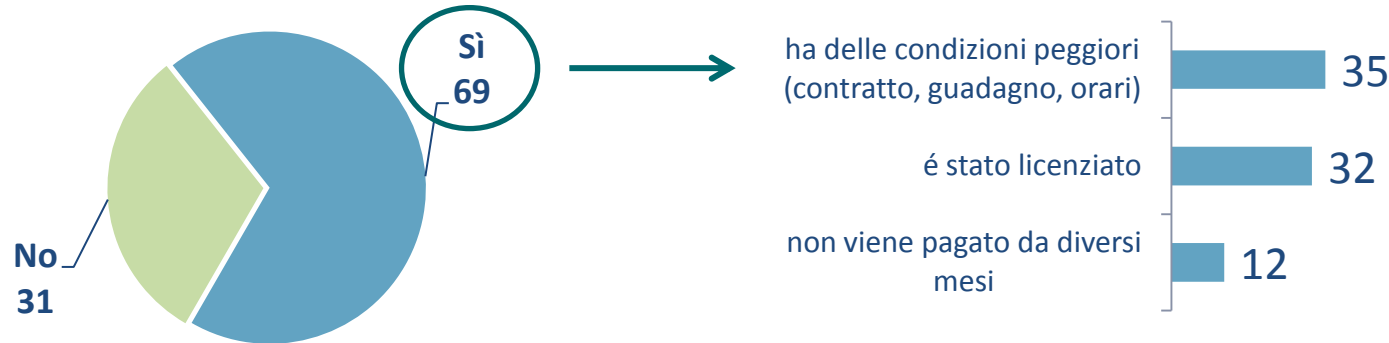 Sì
69
No
31
ha delle condizioni peggiori
(contratto, guadagno, orari)
35
é stato licenziato
32
non viene pagato da diversi
mesi
12